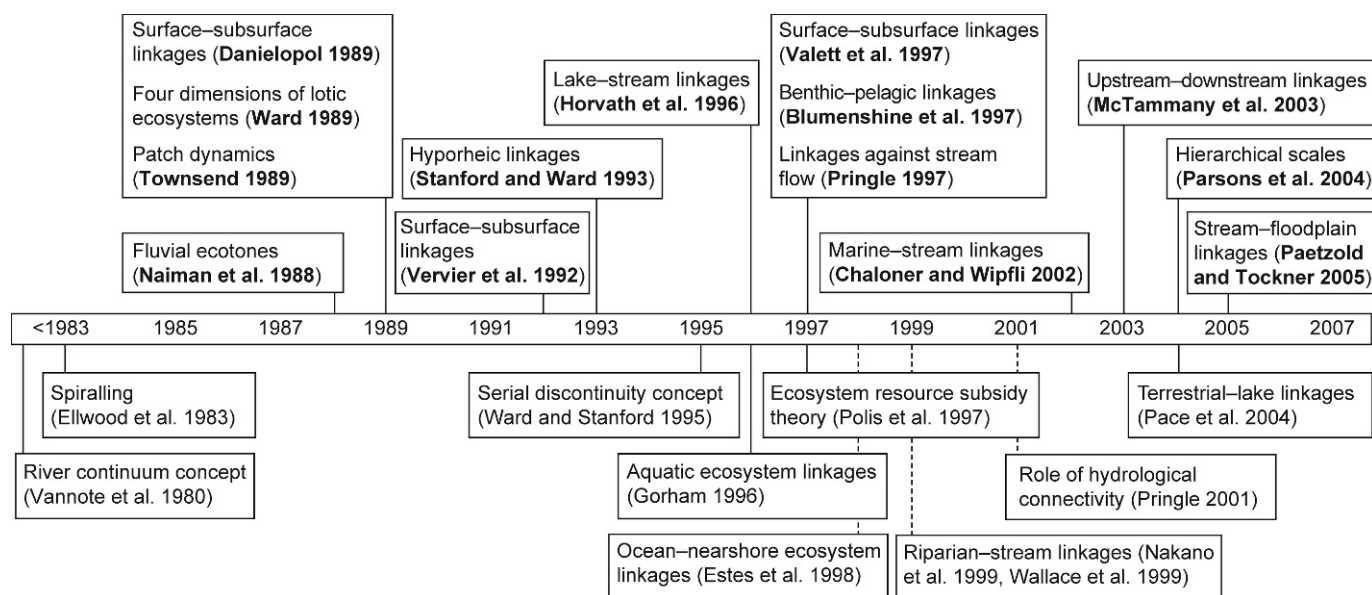 Surface–subsurface
linkages (Danielopol 1989)
Four dimensions of lotic
ecosystems (Ward 1989)
Patch dynamics
(Townsend 1989)
Fluvial ecotones
(Naiman et al. 1988)
Hyporheic linkages
(Stanford and Ward 1993)
Surface–subsurface
linkages
(Vervier et al. 1992)
Lake–stream linkages
(Horvath et al. 1996)
Surface–subsurface linkages
(Valett et al. 1997)
Benthic–pelagic linkages
(Blumenshine et al. 1997)
Linkages against stream
flow (Pringle 1997)
Marine–stream linkages
(Chaloner and Wipfli 2002)
Upstream–downstream linkages
(McTammany et al. 2003)
Hierarchical scales
(Parsons et al. 2004)
Stream–floodplain
linkages (Paetzold
and Tockner 2005)
<1983 1985 1987 1989 1991 1993 1995 1997 1999 2001 2003 2005 2007
Spiralling
(Ellwood et al. 1983)
River continuum concept
(Vannote et al. 1980)
Serial discontinuity concept
(Ward and Stanford 1995)
Ecosystem resource subsidy
theory (Polis et al. 1997)
Aquatic ecosystem linkages
(Gorham 1996)
Ocean–nearshore ecosystem
linkages (Estes et al. 1998)
Riparian–stream linkages (Nakano
et al. 1999, Wallace et al. 1999)
Role of hydrological
connectivity (Pringle 2001)
Terrestrial–lake linkages
(Pace et al. 2004)